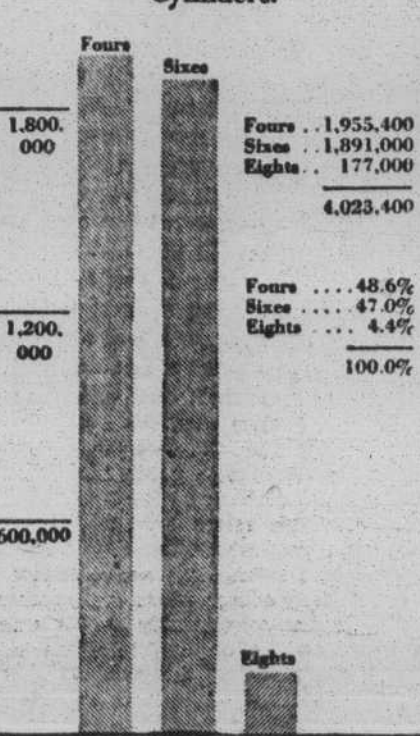 Cylinders.
Fours
Sixes
1,800,
000
Fours .. 1,955,400
Sixes .. 1,891,000
Eights .. 177,000
4,023,400
Fours .... 48.6%
Sixes .... 47.0%
Eights .... 4.4%
100.0%
1,200,
000
600,000
Eights